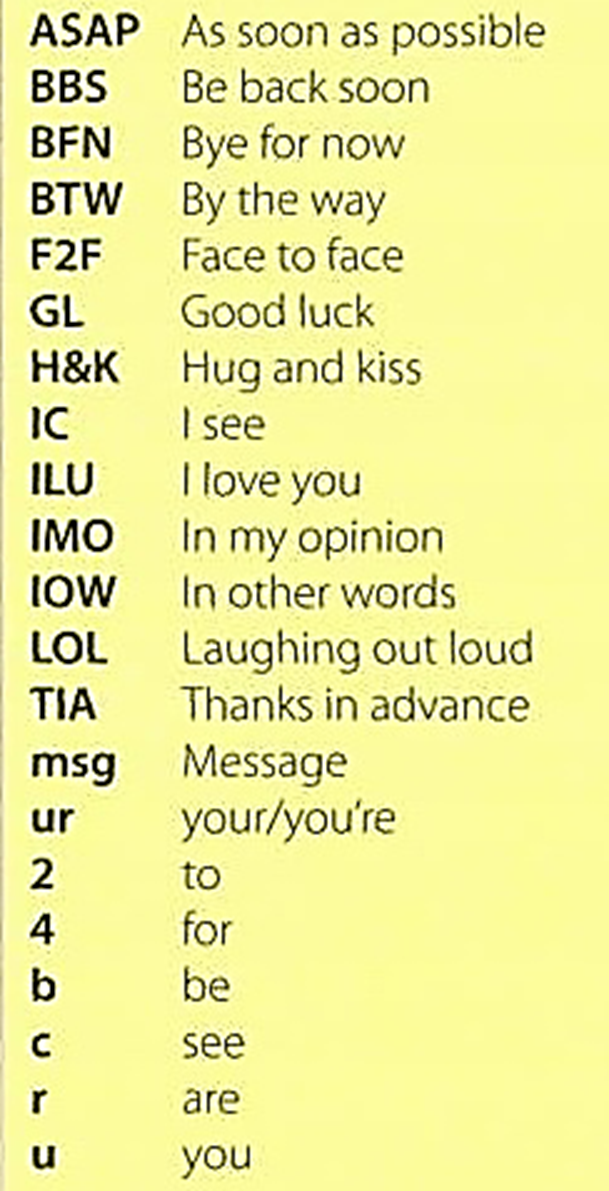 ASAP As soon as possible
BBS Be back soon
BFN Bye for now
BTW By the way
F2F Face to face
GL Good luck
H&K Hug and kiss
IC I see
ILU I love you
IMO In my opinion
IOW In other words
LOL Laughing out loud
TIA Thanks in advance
msg Message
ur your/you're
2 to
4 for
b be
c see
r are
u you